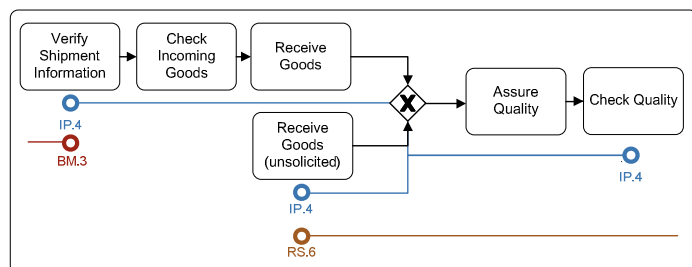 Verify
Shipment
Information
Check
Incoming
Goods
Receive
Goods
X
Assure
Quality
Check Quality
IP.4
BM.3
Receive
Goods
(unsolicited)
IP.4
IP.4
RS.6